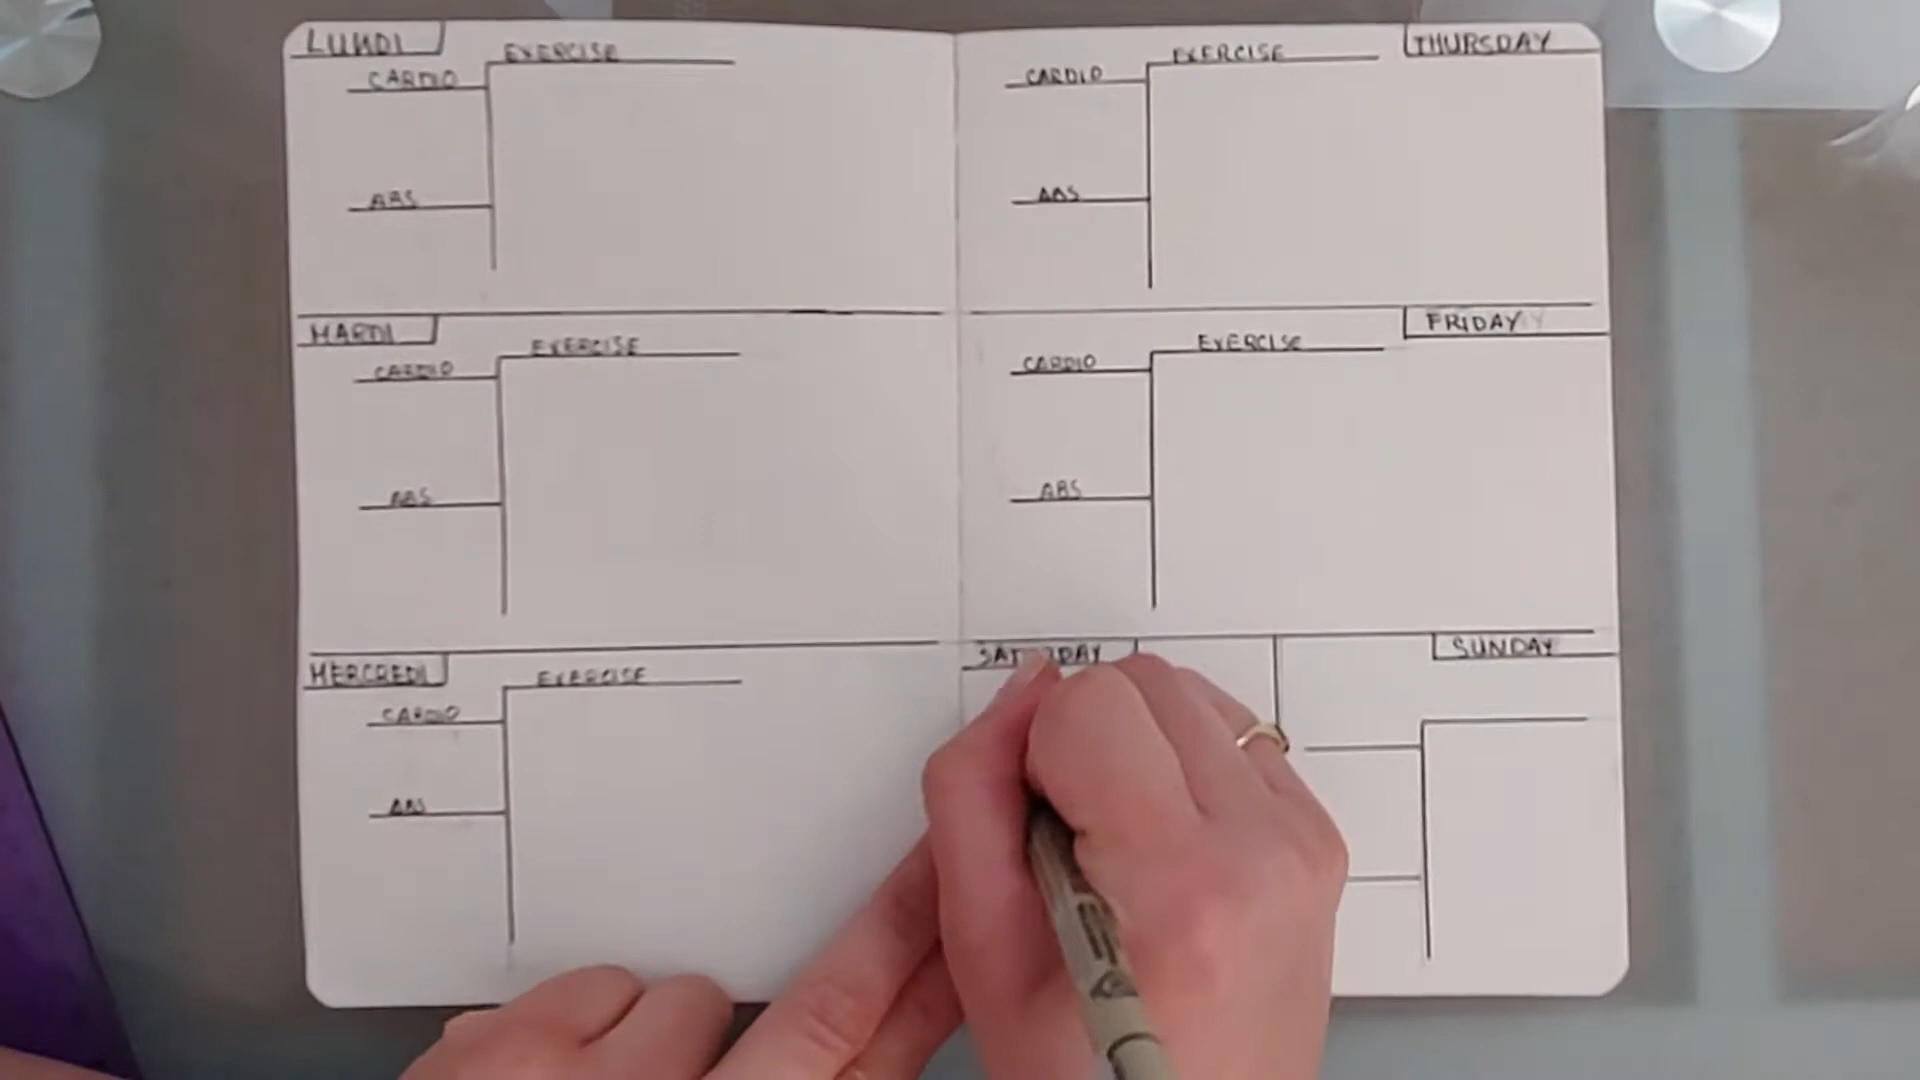 LUNDI
EXERCISE
CARDIO
ABS
MARDI
EXERCISE
CARDIO
ABS
MERCREDI
EXERCISE
CARDIO
ABS
THURSDAY
EXERCISE
CARDIO
ABS
FRIDAY
EXERCISE
CARDIO
ABS
SUNDAY